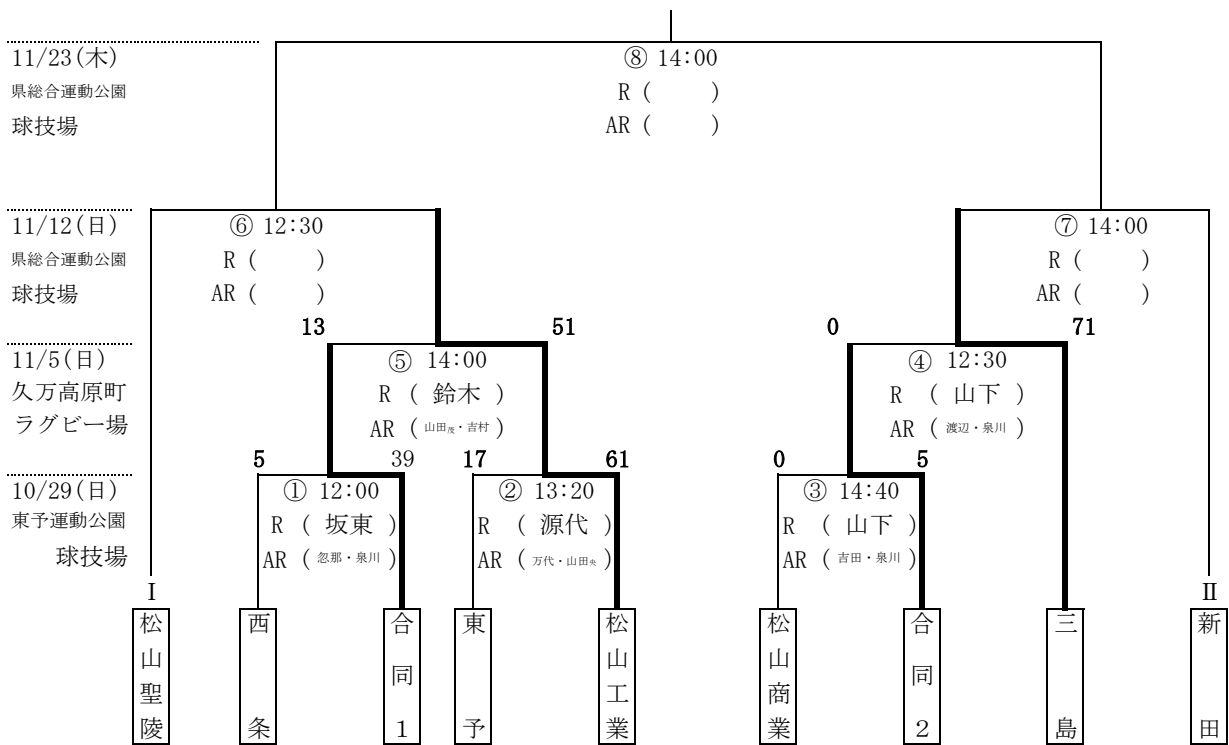 11/23(木)
県総合運動公園
球技場
⑧ 14:00
R (　　)
AR (　　)
11/12(日)
県総合運動公園
球技場
⑥ 12:30
R (　　)
AR (　　)
⑦ 14:00
R (　　)
AR (　　)
13 51 0 71
11/5(日)
久万高原町
ラグビー場
⑤ 14:00
R ( 鈴木 )
AR ( 山田茂・吉村 )
④ 12:30
R ( 山下 )
AR ( 渡辺・泉川 )
5 39 17 61 0 5
10/29(日)
東予運動公園
球技場
① 12:00
R ( 坂東 )
AR ( 忽那・泉川 )
② 13:20
R ( 源代 )
AR ( 万代・山田央 )
③ 14:40
R ( 山下 )
AR ( 吉田・泉川 )
Ⅰ
松山聖陵
西条
合同1
東予
松山工業
松山商業
合同2
三島
Ⅱ
新田